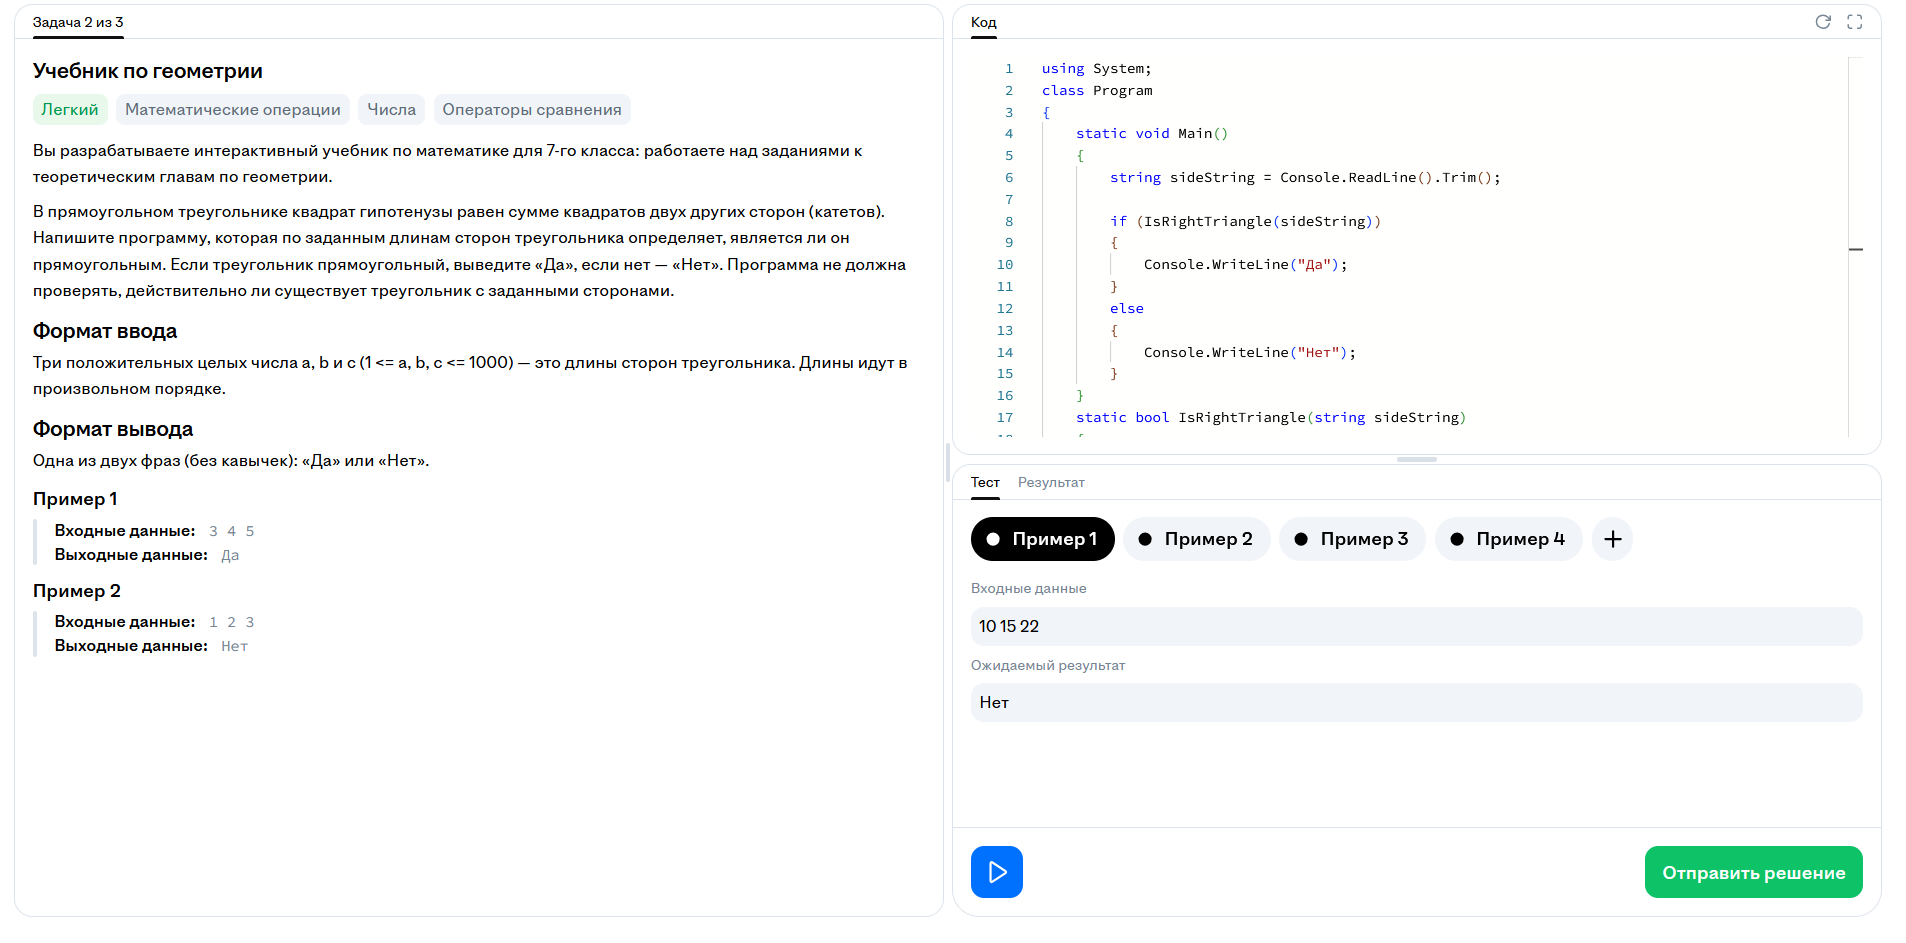 Задача 2 из 3
Учебник по геометрии
Легкий Математические операции Числа Операторы сравнения
Вы разрабатываете интерактивный учебник по математике для 7-го класса: работаете над заданиями к
теоретическим главам по геометрии.
В прямоугольном треугольнике квадрат гипотенузы равен сумме квадратов двух других сторон (катетов).
Напишите программу, которая по заданным длинам сторон треугольника определяет, является ли он
прямоугольным. Если треугольник прямоугольный, выведите «Да», если нет — «Нет». Программа не должна
проверять, действительно ли существует треугольник с заданными сторонами.
Формат ввода
Три положительных целых числа a, b и c (1 <= a, b, c <= 1000) — это длины сторон треугольника. Длины идут в
произвольном порядке.
Формат вывода
Одна из двух фраз (без кавычек): «Да» или «Нет».
Пример 1
Входные данные: 3 4 5
Выходные данные: Да
Пример 2
Входные данные: 1 2 3
Выходные данные: Нет
Код
1 using System;
2 class Program
3 {
4 static void Main()
5 {
6 string sideString = Console.ReadLine().Trim();
7
8 if (IsRightTriangle(sideString))
9 {
10 Console.WriteLine("Да");
11 }
12 else
13 {
14 Console.WriteLine("Нет");
15 }
16 }
17 static bool IsRightTriangle(string sideString)
Тест Результат
Пример 1 Пример 2 Пример 3 Пример 4 +
Входные данные
10 15 22
Ожидаемый результат
Нет
Отправить решение